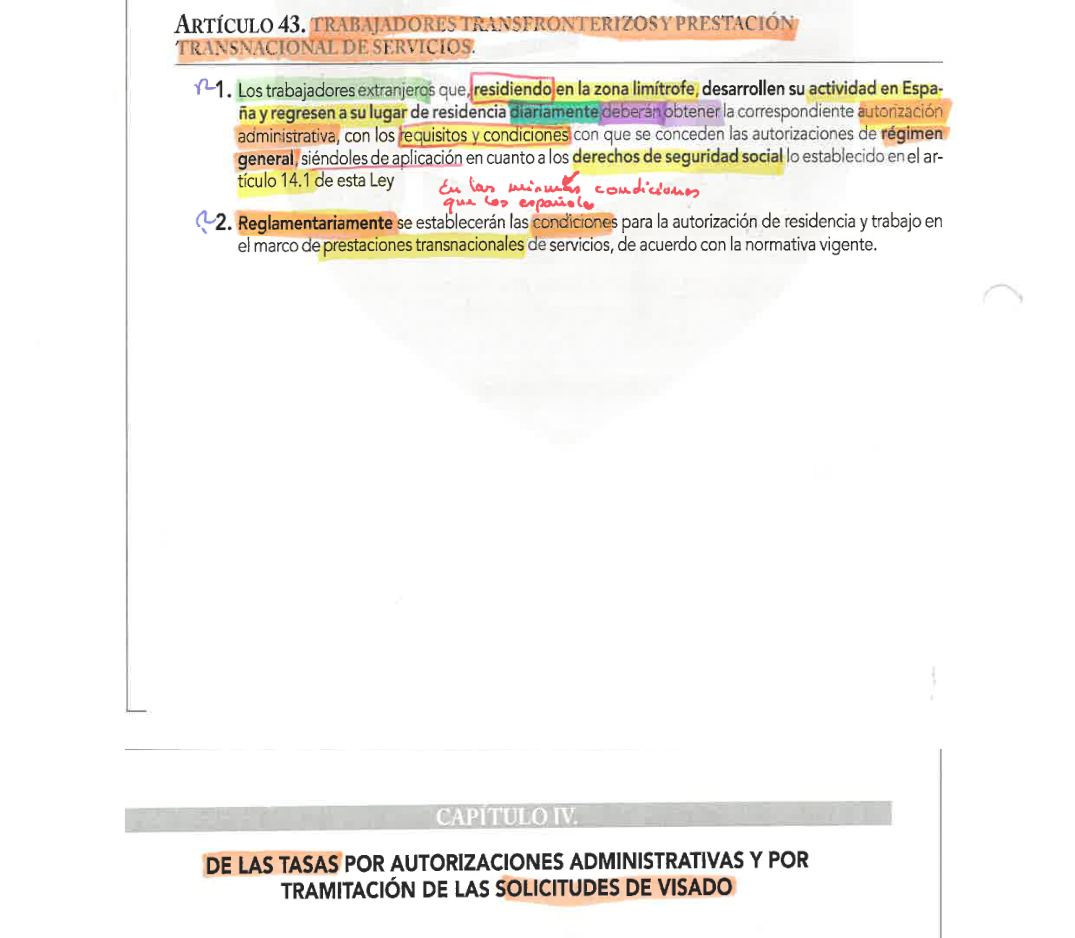 ARTÍCULO 43. TRABAJADORES TRANSFRONTERIZOS Y PRESTACIÓN
TRANSNACIONAL DE SERVICIOS.
1. Los trabajadores extranjeros que, residiendo en la zona limítrofe, desarrollen su actividad en Espa-
ña y regresen a su lugar de residencia diariamente deberán obtener la correspondiente autorización
administrativa, con los requisitos y condiciones con que se conceden las autorizaciones de régimen
general, siéndoles de aplicación en cuanto a los derechos de seguridad social lo establecido en el ar-
tículo 14.1 de esta Ley
En las mismas condiciones
que los españoles
2. Reglamentariamente se establecerán las condiciones para la autorización de residencia y trabajo en
el marco de prestaciones transnacionales de servicios, de acuerdo con la normativa vigente.
CAPÍTULO IV.
DE LAS TASAS POR AUTORIZACIONES ADMINISTRATIVAS Y POR
TRAMITACIÓN DE LAS SOLICITUDES DE VISADO